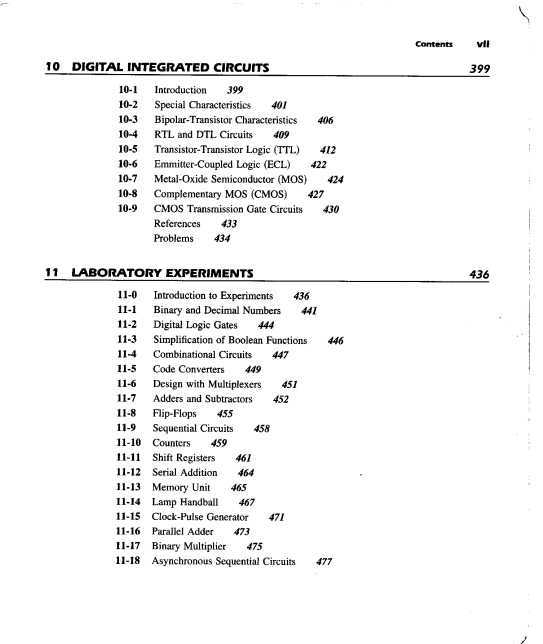 Contents vii
10 DIGITAL INTEGRATED CIRCUITS 399
10-1 Introduction 399
10-2 Special Characteristics 401
10-3 Bipolar-Transistor Characteristics 406
10-4 RTL and DTL Circuits 409
10-5 Transistor-Transistor Logic (TTL) 412
10-6 Emmitter-Coupled Logic (ECL) 422
10-7 Metal-Oxide Semiconductor (MOS) 424
10-8 Complementary MOS (CMOS) 427
10-9 CMOS Transmission Gate Circuits 430
References 433
Problems 434
11 LABORATORY EXPERIMENTS 436
11-0 Introduction to Experiments 436
11-1 Binary and Decimal Numbers 441
11-2 Digital Logic Gates 444
11-3 Simplification of Boolean Functions 446
11-4 Combinational Circuits 447
11-5 Code Converters 449
11-6 Design with Multiplexers 451
11-7 Adders and Subtractors 452
11-8 Flip-Flops 455
11-9 Sequential Circuits 458
11-10 Counters 459
11-11 Shift Registers 461
11-12 Serial Addition 464
11-13 Memory Unit 465
11-14 Lamp Handball 467
11-15 Clock-Pulse Generator 471
11-16 Parallel Adder 473
11-17 Binary Multiplier 475
11-18 Asynchronous Sequential Circuits 477